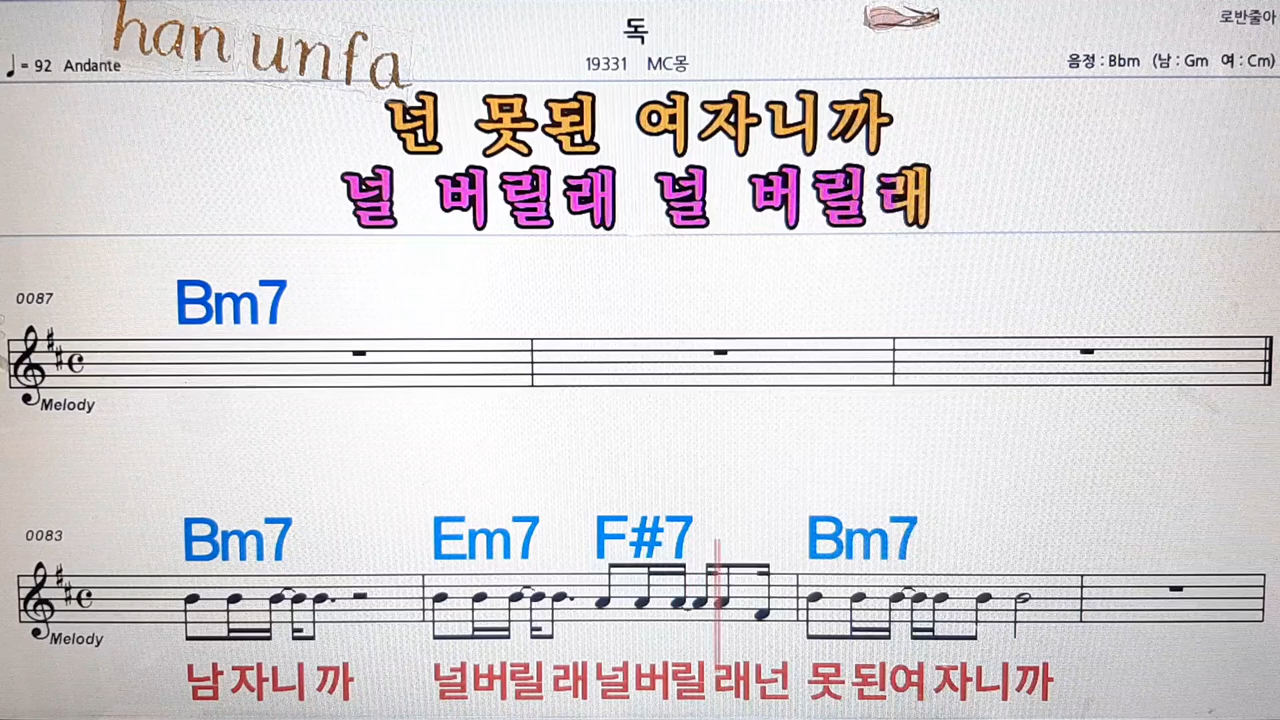 han unfa
독
로반줄아
♩= 92 Andante
19331 MC몽
음정 : Bbm (남 : Gm 여 : Cm)
넌 못된 여자니까
널 버릴래 널 버릴래
0087
Bm7
Melody
0083
Bm7 Em7 F#7 Bm7
Melody
남자니까 널버릴래널버릴래넌 못된여자니까